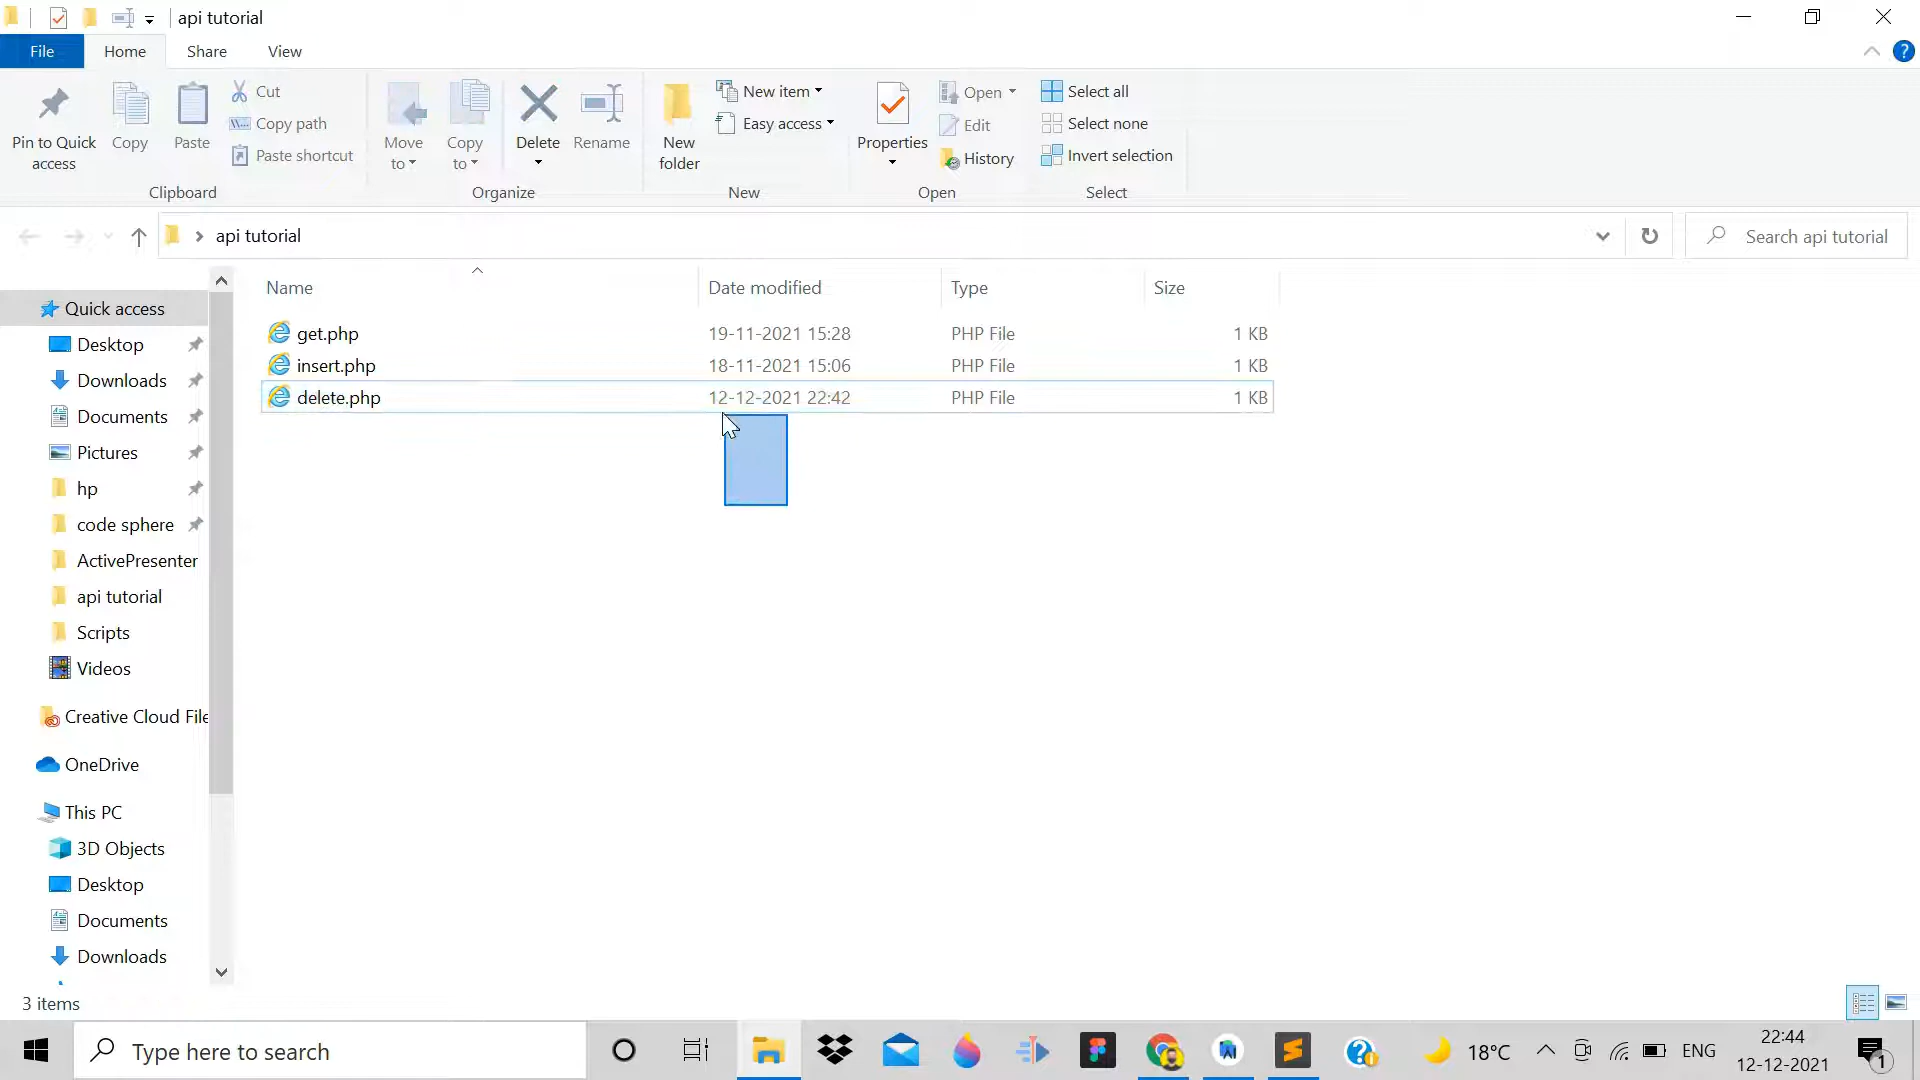 api tutorial
File Home Share View
Pin to Quick access
Copy
Paste
Cut
Copy path
Paste shortcut
Clipboard
Move to
Copy to
Delete
Rename
Organize
New folder
New item
Easy access
New
Properties
Open
Edit
History
Open
Select all
Select none
Invert selection
Select
api tutorial
Search api tutorial
Name Date modified Type Size
get.php 19-11-2021 15:28 PHP File 1 KB
insert.php 18-11-2021 15:06 PHP File 1 KB
delete.php 12-12-2021 22:42 PHP File 1 KB
Quick access
Desktop
Downloads
Documents
Pictures
hp
code sphere
ActivePresenter
api tutorial
Scripts
Videos
Creative Cloud File
OneDrive
This PC
3D Objects
Desktop
Documents
Downloads
3 items
Type here to search
18°C
ENG
22:44
12-12-2021
1